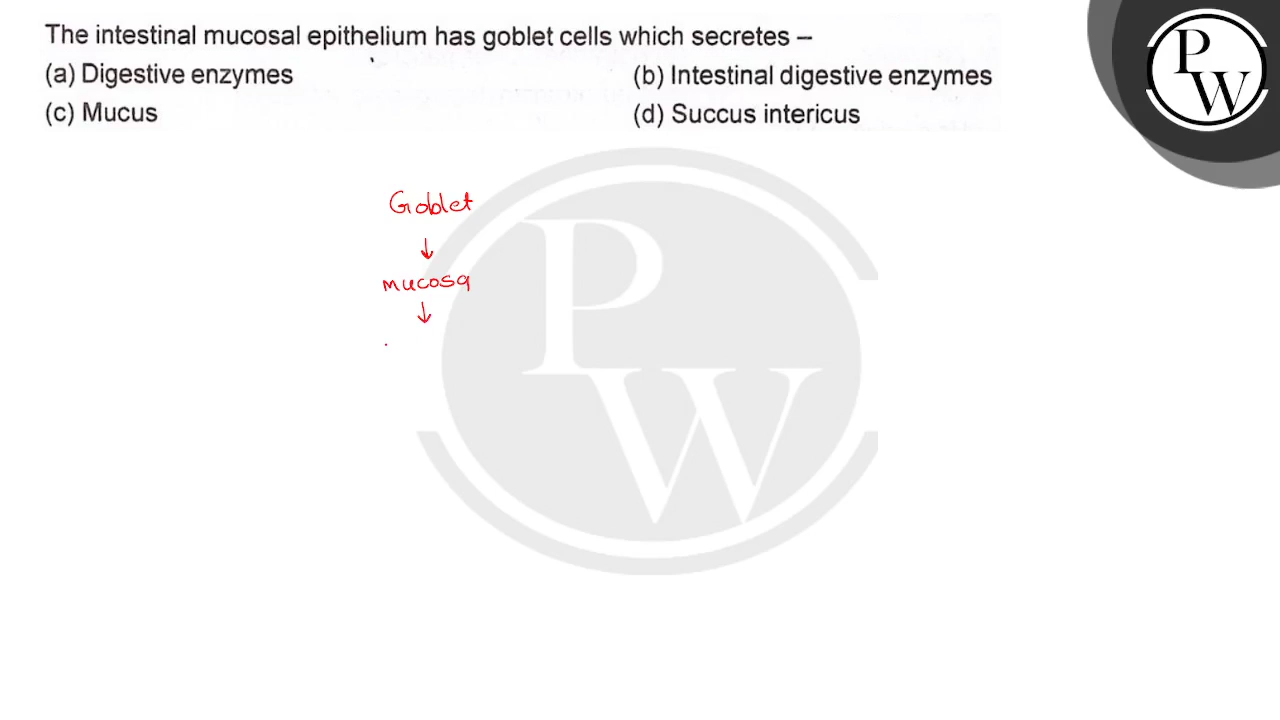 The intestinal mucosal epithelium has goblet cells which secretes –
(a) Digestive enzymes (b) Intestinal digestive enzymes
(c) Mucus (d) Succus intericus
P
W
Goblet
↓
mucosa
↓
P
W